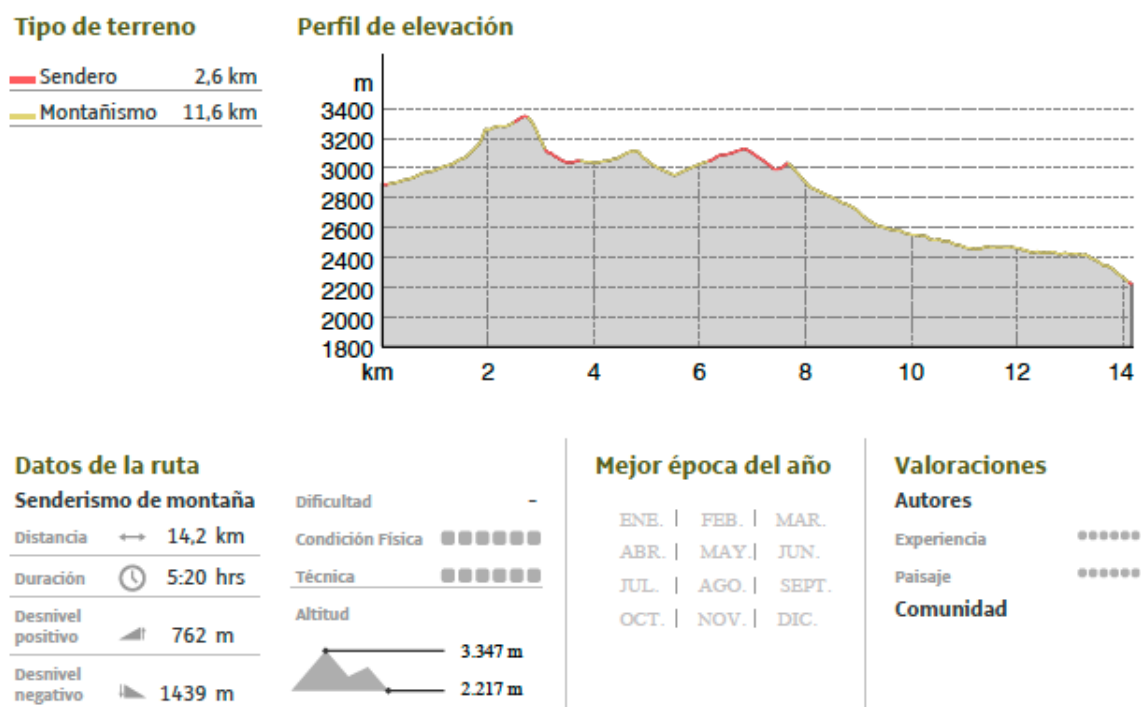 Tipo de terreno
Sendero 2,6 km
Montañismo 11,6 km
Perfil de elevación
m
3400
3200
3000
2800
2600
2400
2200
2000
1800
km 2 4 6 8 10 12 14
Datos de la ruta
Senderismo de montaña
Distancia 14,2 km
Duración 5:20 hrs
Desnivel
positivo 762 m
Desnivel
negativo 1439 m
Dificultad -
Condición Física
Técnica
Altitud
3.347 m
2.217 m
Mejor época del año
ENE. | FEB. | MAR.
ABR. | MAY. | JUN.
JUL. | AGO. | SEPT.
OCT. | NOV. | DIC.
Valoraciones
Autores
Experiencia
Paisaje
Comunidad